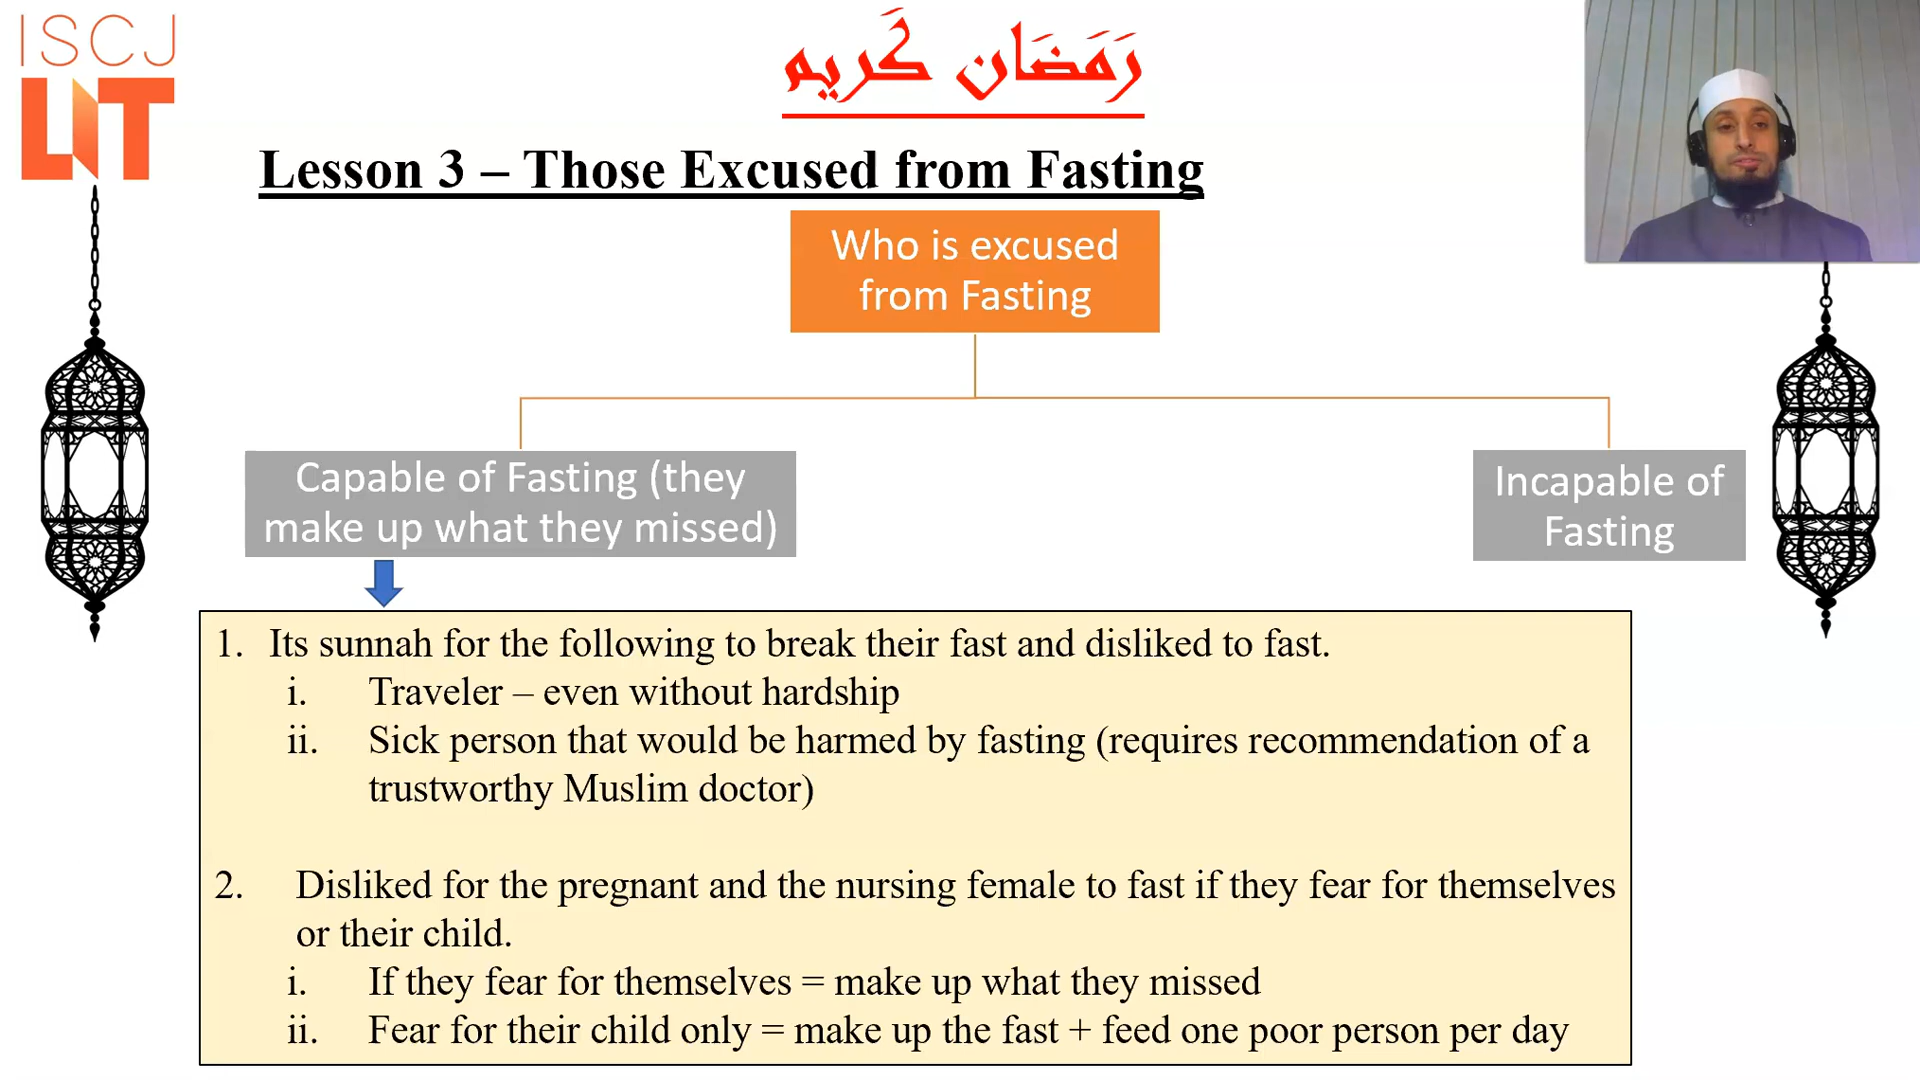 ISCJ
LIT
رَمَضَان كَريم
Lesson 3 – Those Excused from Fasting
Who is excused
from Fasting
Capable of Fasting (they
make up what they missed)
Incapable of
Fasting
1. Its sunnah for the following to break their fast and disliked to fast.
i. Traveler – even without hardship
ii. Sick person that would be harmed by fasting (requires recommendation of a
trustworthy Muslim doctor)
2. Disliked for the pregnant and the nursing female to fast if they fear for themselves
or their child.
i. If they fear for themselves = make up what they missed
ii. Fear for their child only = make up the fast + feed one poor person per day